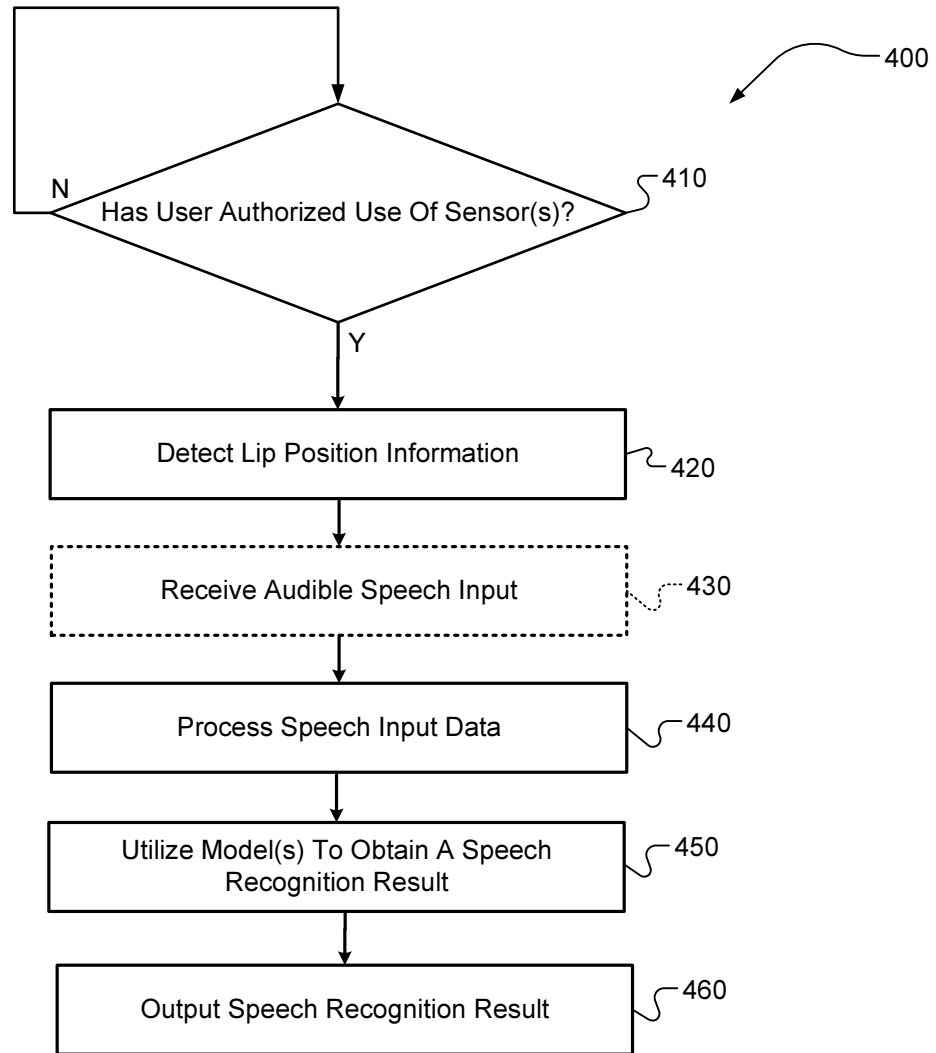 400
410
N
Has User Authorized Use Of Sensor(s)?
Y
Detect Lip Position Information
420
Receive Audible Speech Input
430
Process Speech Input Data
440
Utilize Model(s) To Obtain A Speech
Recognition Result
450
Output Speech Recognition Result
460